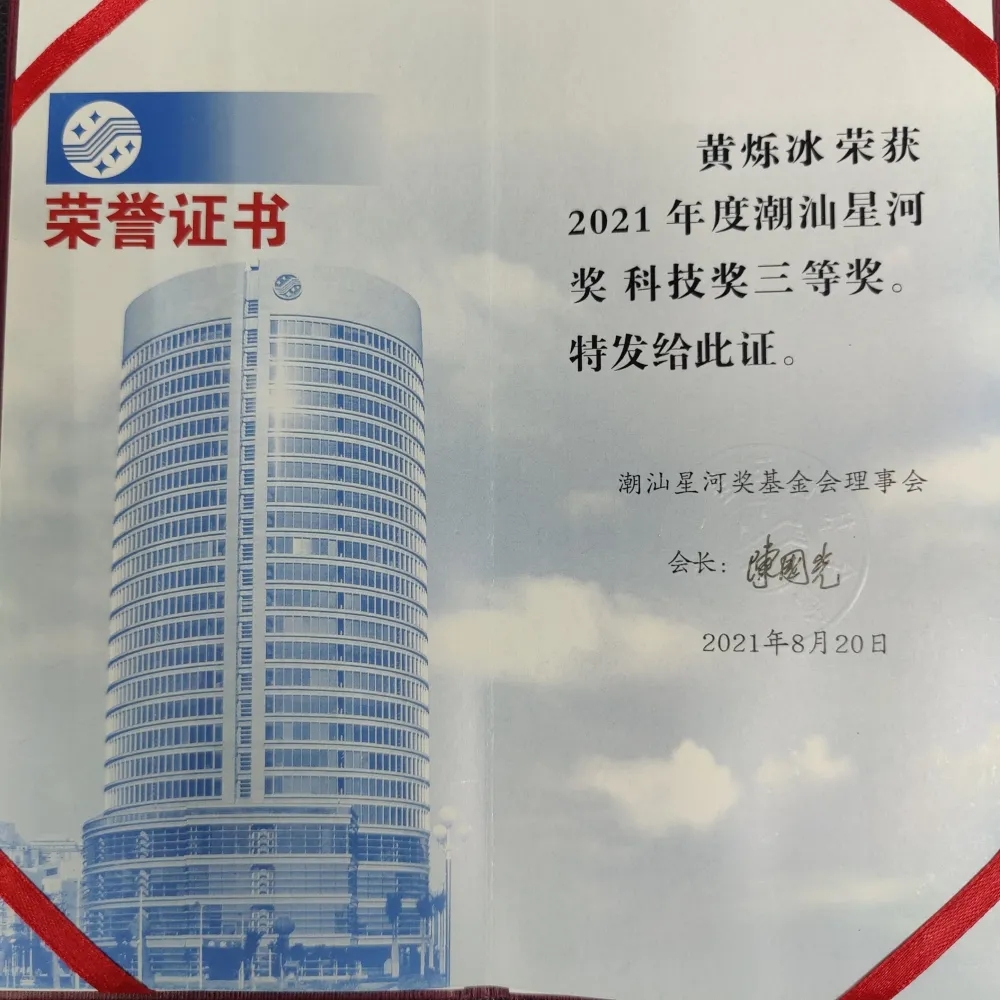 荣誉证书
黄烁冰 荣获
2021 年度潮汕星河
奖 科技奖三等奖。
特发给此证。
潮汕星河奖基金会理事会
会长：陳國光
2021年8月20日